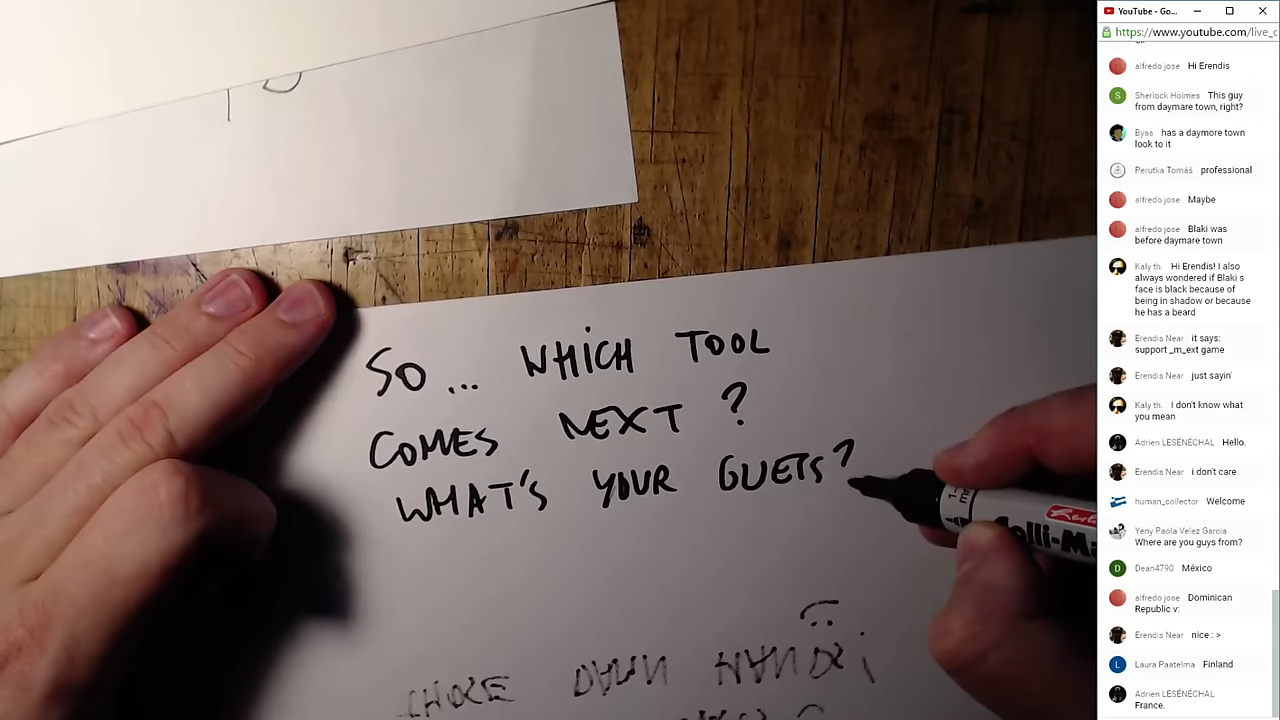 SO... WHICH TOOL
COMES NEXT?
WHAT'S YOUR GUETS?
YouTube - Go...
https://www.youtube.com/live_c
alfredo jose Hi Erendis
Sherlock Holmes This guy
from daymare town, right?
Byas has a daymore town
look to it
Perutka Tomáš professional
alfredo jose Maybe
alfredo jose Blaki was
before daymare town
Kaly th. Hi Erendis! I also
always wondered if Blaki s
face is black because of
being in shadow or because
he has a beard
Erendis Near it says:
support _m_ext game
Erendis Near just sayin'
Kaly th. I don't know what
you mean
Adrien LESÉNÉCHAL Hello.
Erendis Near i don't care
human_collector Welcome
Yeny Paola Velez Garcia
Where are you guys from?
Dean4790 México
alfredo jose Dominican
Republic v:
Erendis Near nice : >
Laura Paatelma Finland
Adrien LESÉNÉCHAL
France.